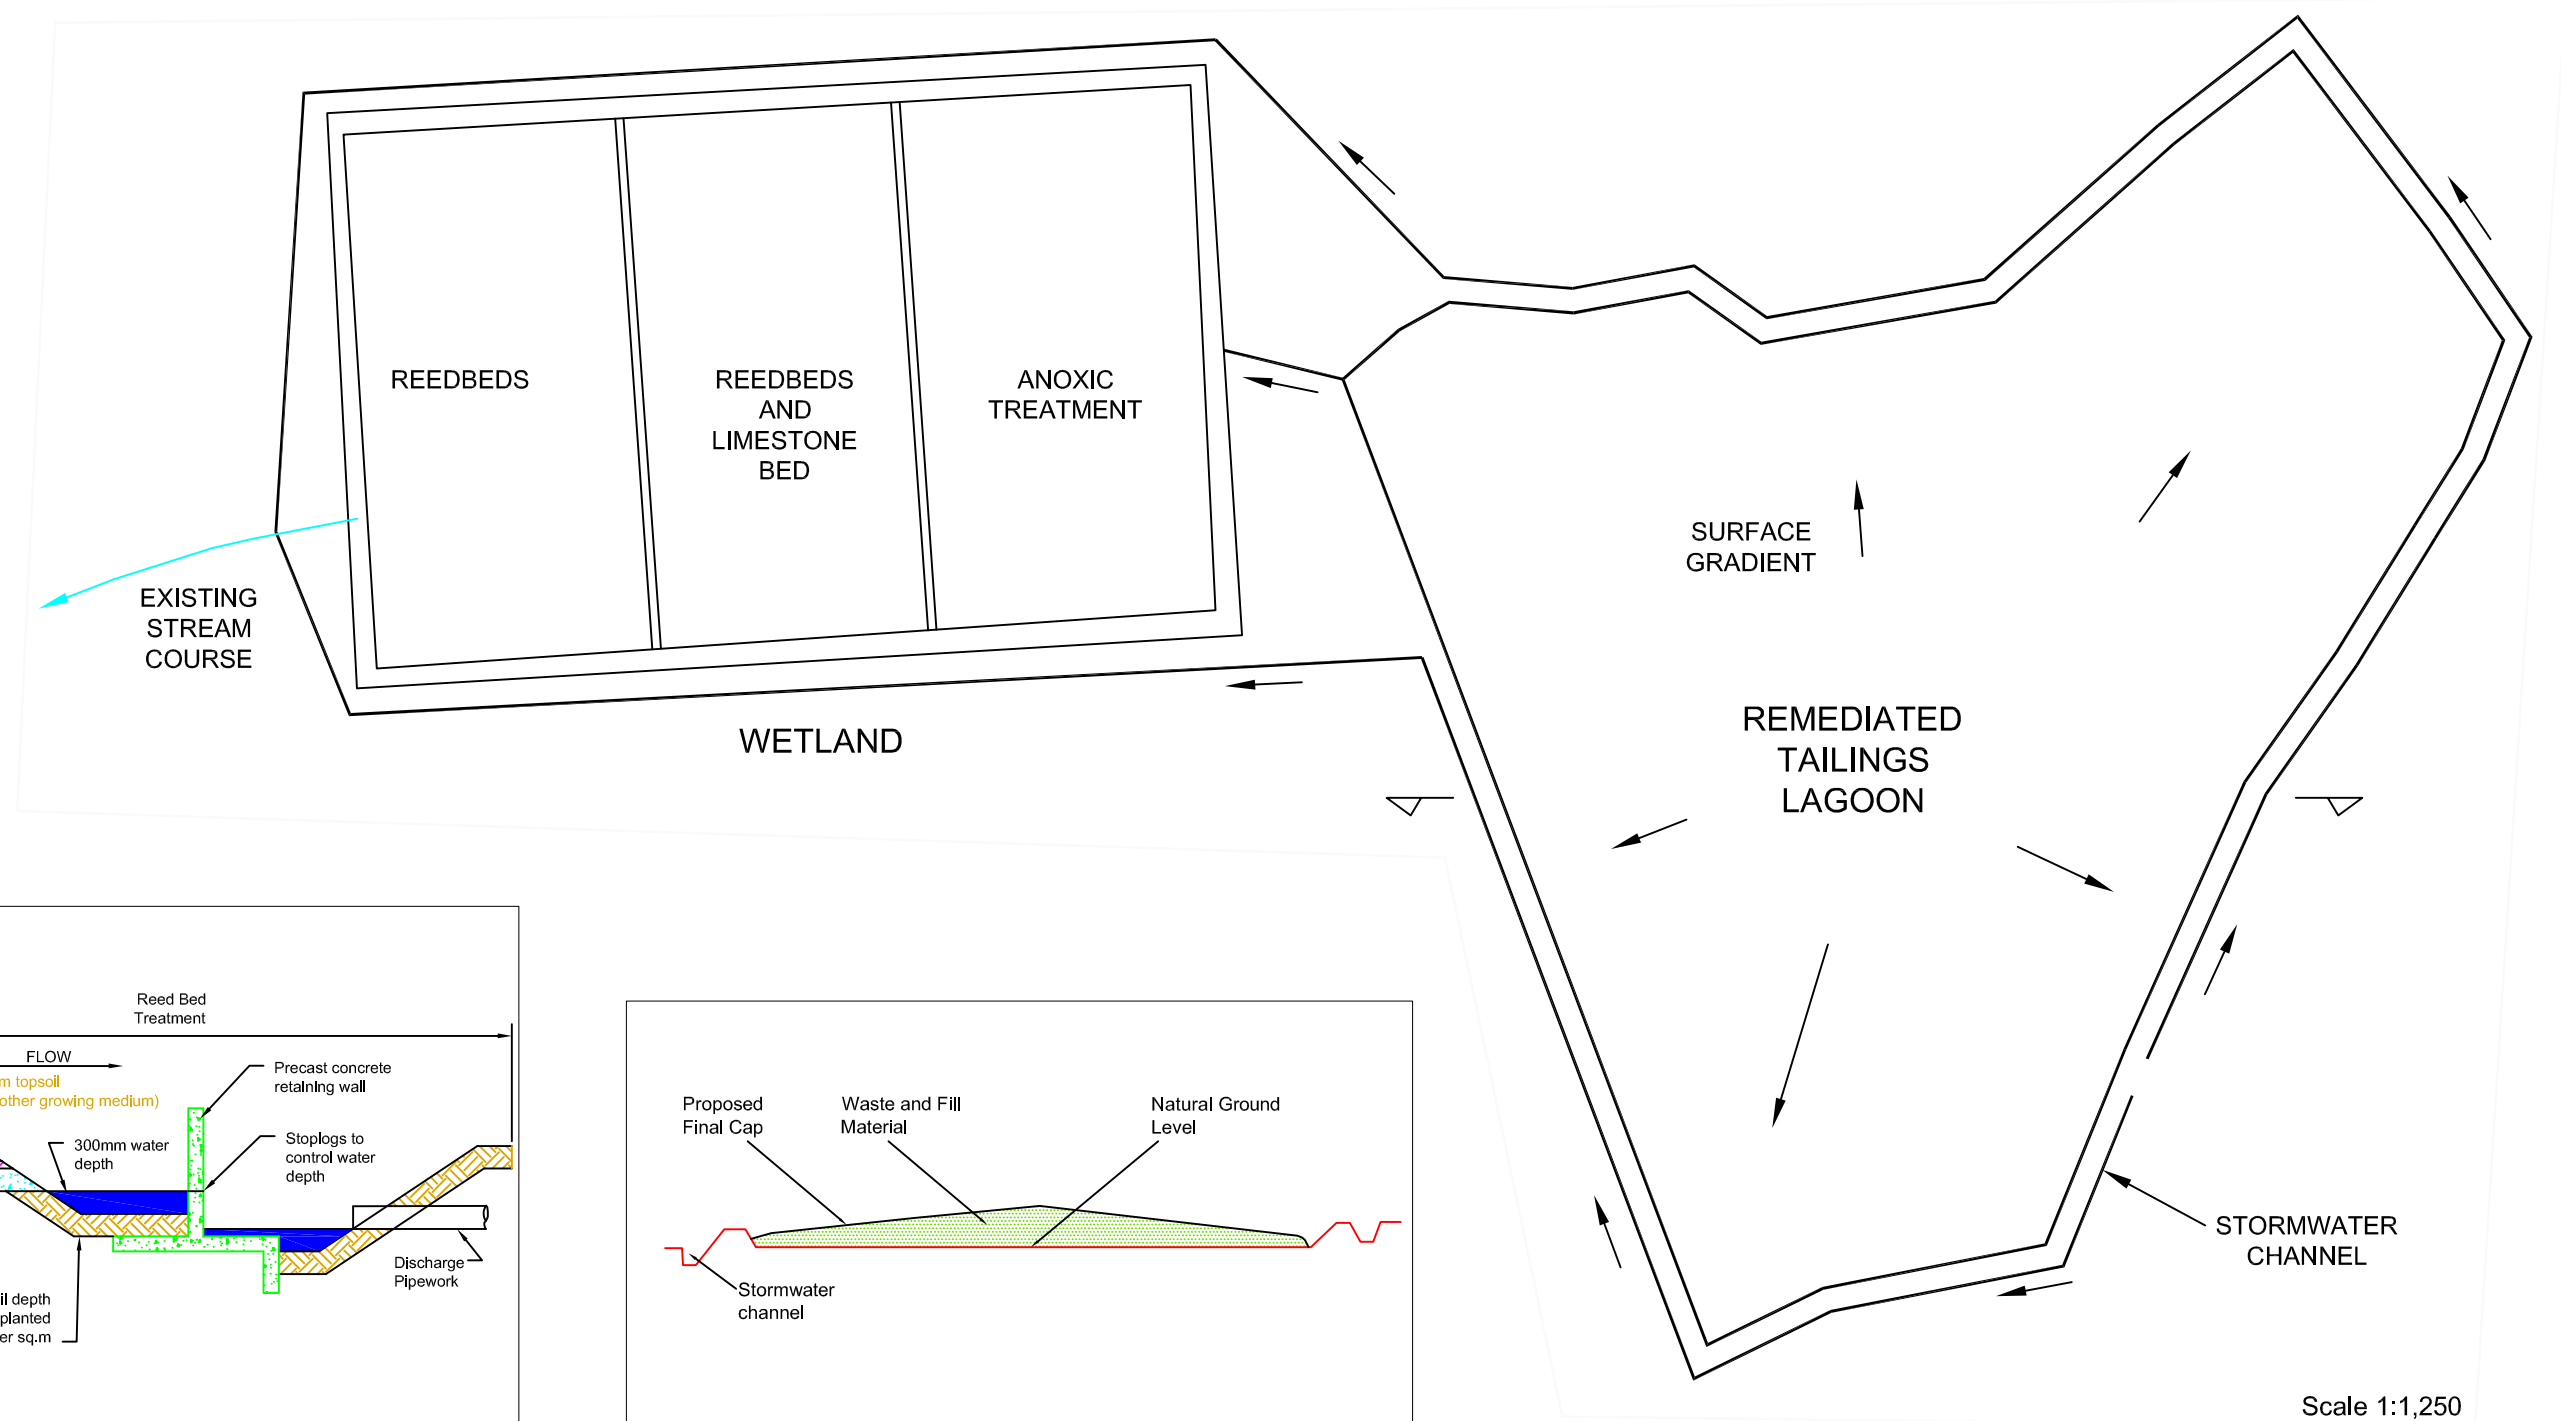 REEDBEDS
REEDBEDS
AND
LIMESTONE
BED
ANOXIC
TREATMENT
SURFACE
GRADIENT
EXISTING
STREAM
COURSE
WETLAND
REMEDIATED
TAILINGS
LAGOON
STORMWATER
CHANNEL
Reed Bed
Treatment
FLOW
m topsoil
other growing medium)
Precast concrete
retaining wall
300mm water
depth
Stoplogs to
control water
depth
Discharge
Pipework
il depth
planted
er sq.m
Proposed
Final Cap
Waste and Fill
Material
Natural Ground
Level
Stormwater
channel
Scale 1:1,250